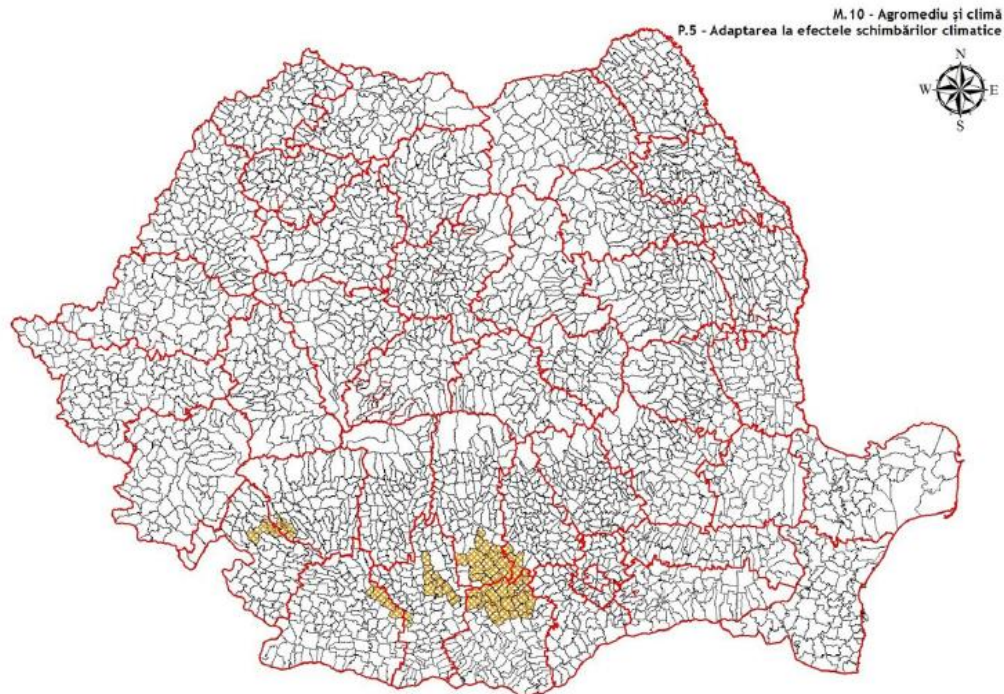 M.10 - Agromediu și climă
P.5 - Adaptarea la efectele schimbărilor climatice
N
W
E
S